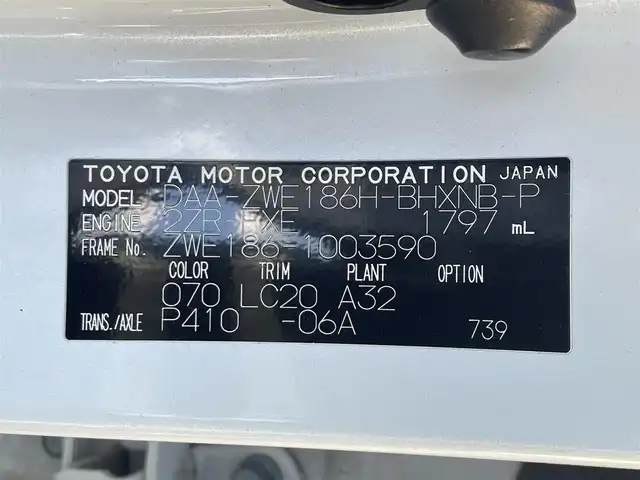 TOYOTA MOTOR CORPORATION JAPAN
MODEL DAA ZWE186H-BHXNB-P
ENGINE 2ZR FXE 1797 mL
FRAME No. ZWE186-1003590
COLOR TRIM PLANT OPTION
070 LC20 A32
TRANS./AXLE P410 -06A 739